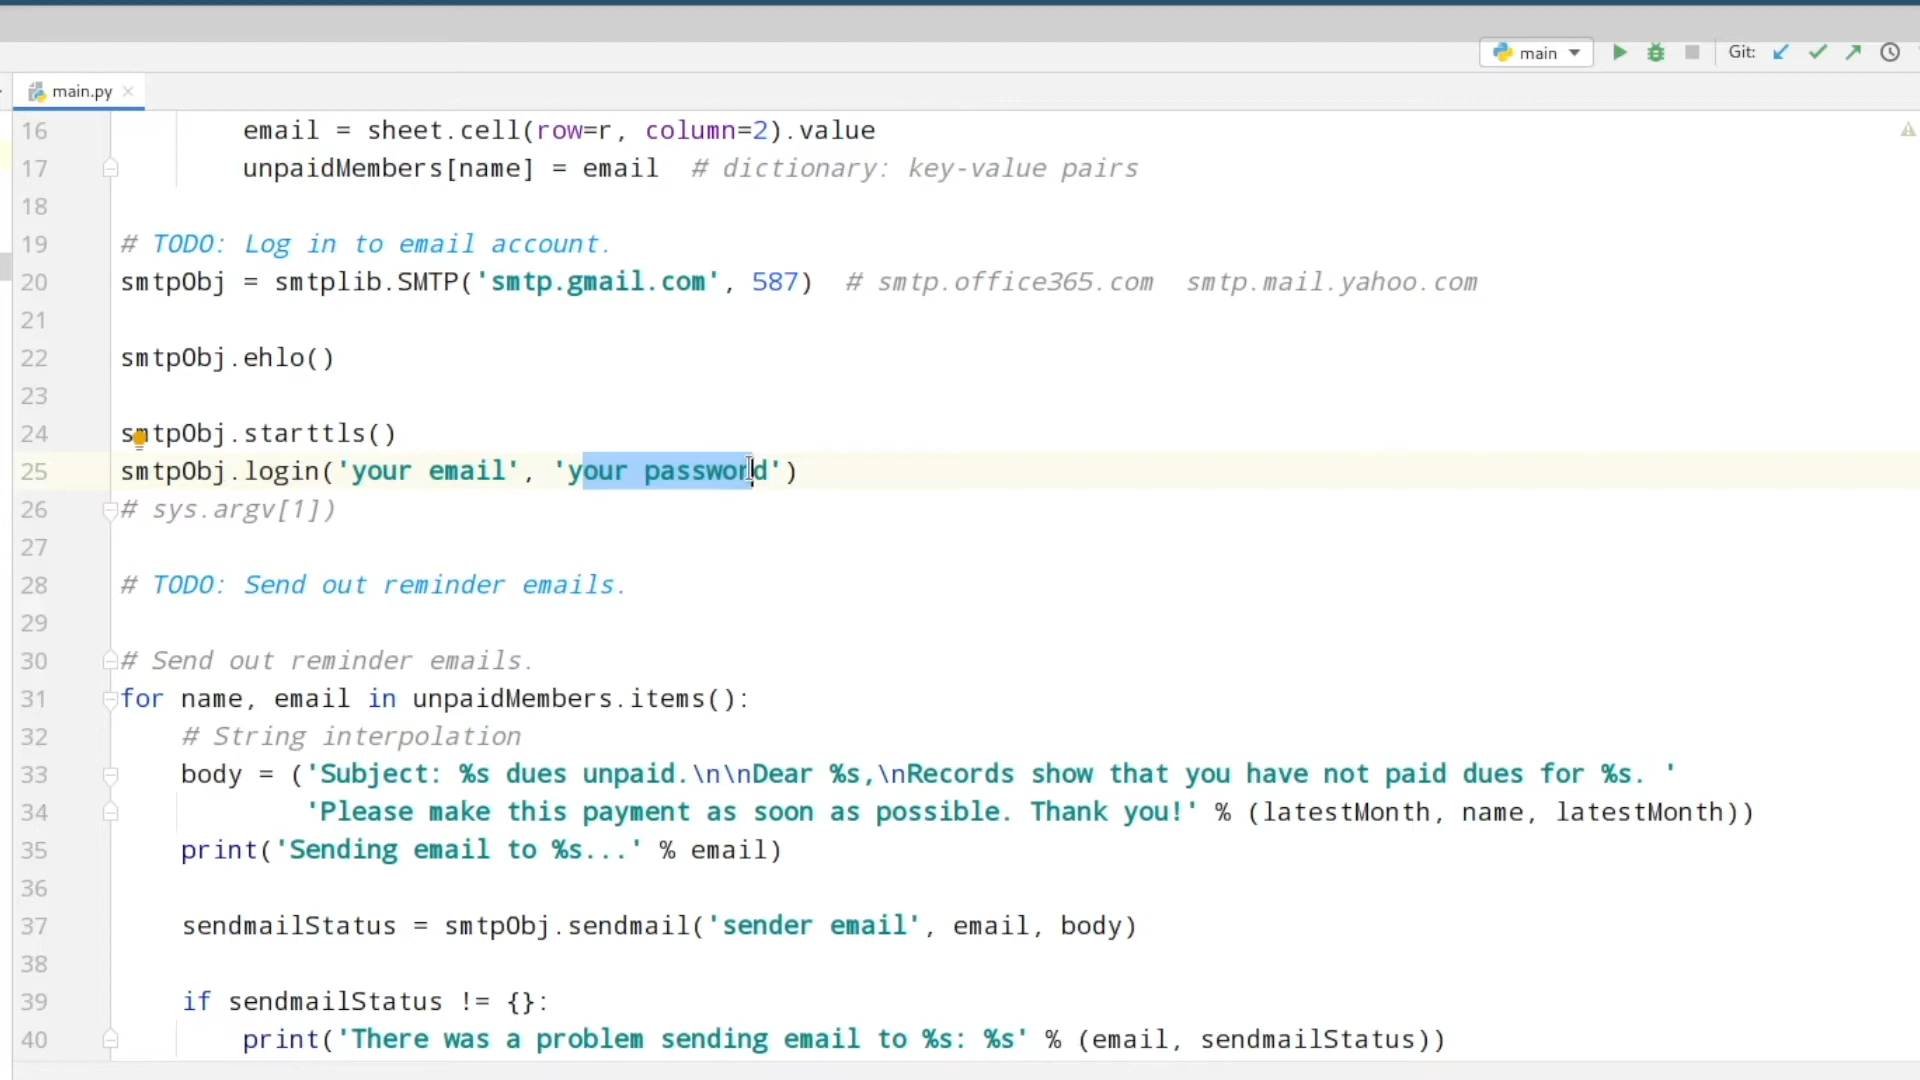 main
Git:
main.py
16 email = sheet.cell(row=r, column=2).value
17 unpaidMembers[name] = email # dictionary: key-value pairs
18
19 # TODO: Log in to email account.
20 smtpObj = smtplib.SMTP('smtp.gmail.com', 587) # smtp.office365.com smtp.mail.yahoo.com
21
22 smtpObj.ehlo()
23
24 smtpObj.starttls()
25 smtpObj.login('your email', 'your password')
26 # sys.argv[1])
27
28 # TODO: Send out reminder emails.
29
30 # Send out reminder emails.
31 for name, email in unpaidMembers.items():
32 # String interpolation
33 body = ('Subject: %s dues unpaid.\n\nDear %s,\nRecords show that you have not paid dues for %s. '
34 'Please make this payment as soon as possible. Thank you!' % (latestMonth, name, latestMonth))
35 print('Sending email to %s...' % email)
36
37 sendmailStatus = smtpObj.sendmail('sender email', email, body)
38
39 if sendmailStatus != {}:
40 print('There was a problem sending email to %s: %s' % (email, sendmailStatus))